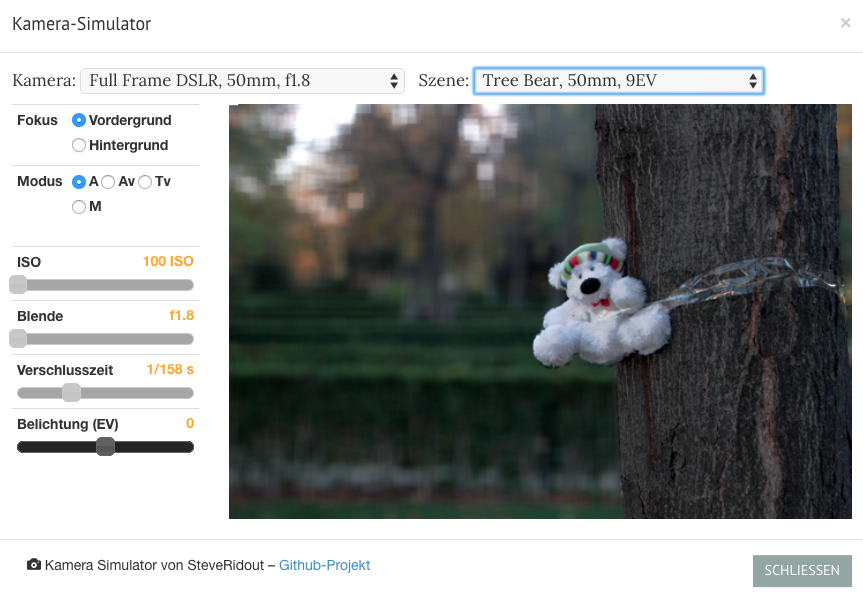 Kamera-Simulator ×
Kamera: Full Frame DSLR, 50mm, f1.8 Szene: Tree Bear, 50mm, 9EV
Fokus Vordergrund
Hintergrund
Modus A Av Tv
M
ISO 100 ISO
Blende f1.8
Verschlusszeit 1/158 s
Belichtung (EV) 0
Kamera Simulator von SteveRidout – Github-Projekt
SCHLIESSEN